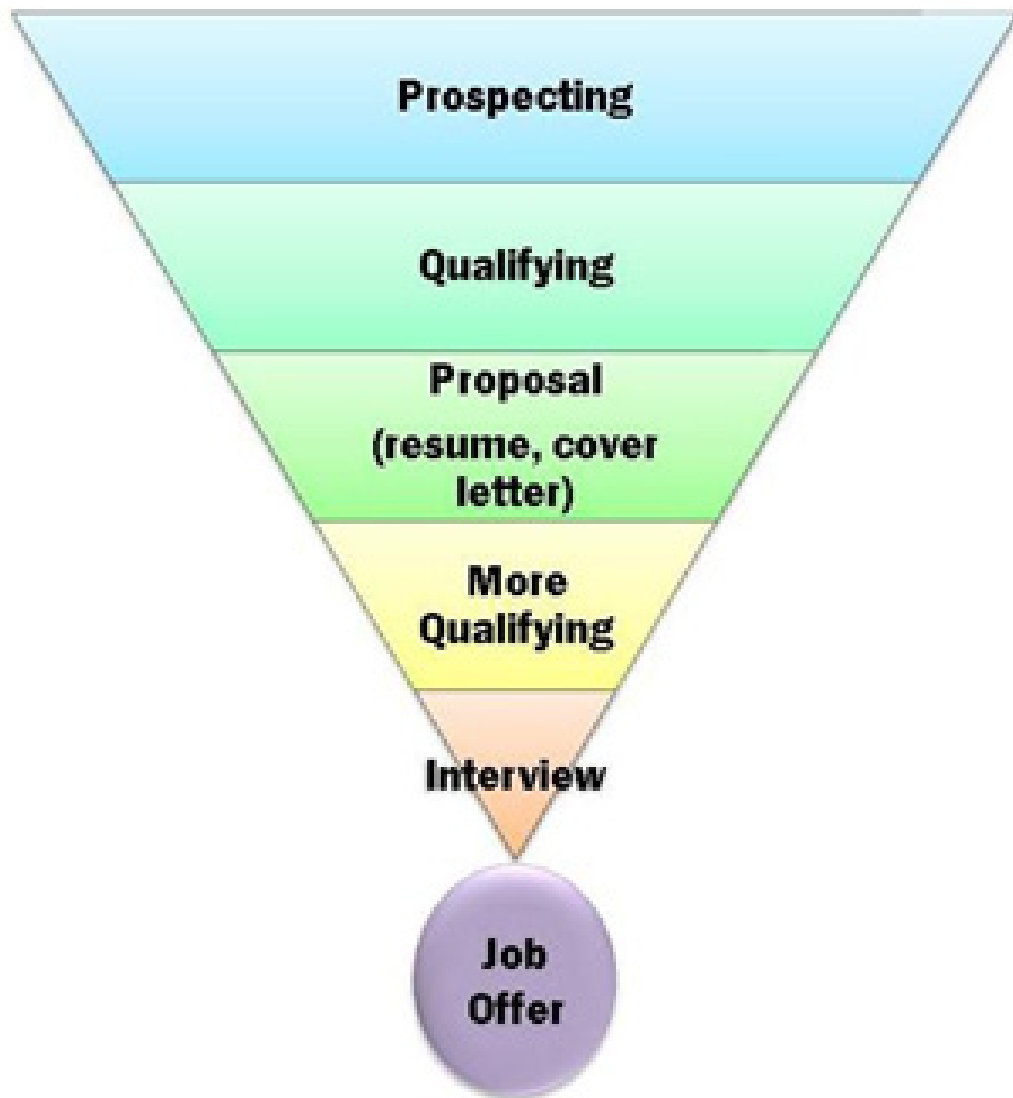 Prospecting
Qualifying
Proposal
(resume, cover
letter)
More
Qualifying
Interview
Job
Offer